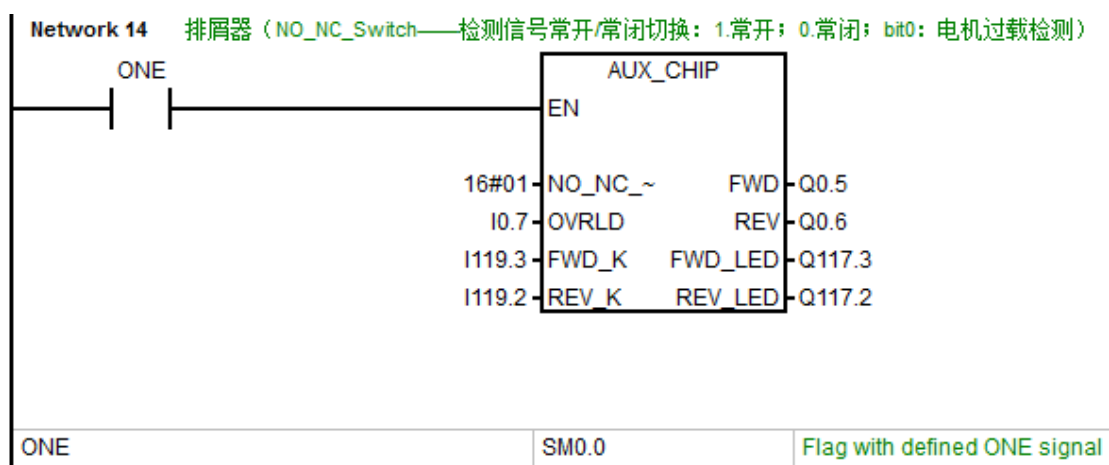 Network 14 排屑器（NO_NC_Switch——检测信号常开/常闭切换：1.常开；0.常闭；bit0：电机过载检测）
ONE
AUX_CHIP
EN
16#01 NO_NC_~ FWD Q0.5
I0.7 OVRLD REV Q0.6
I119.3 FWD_K FWD_LED Q117.3
I119.2 REV_K REV_LED Q117.2
ONE SM0.0 Flag with defined ONE signal